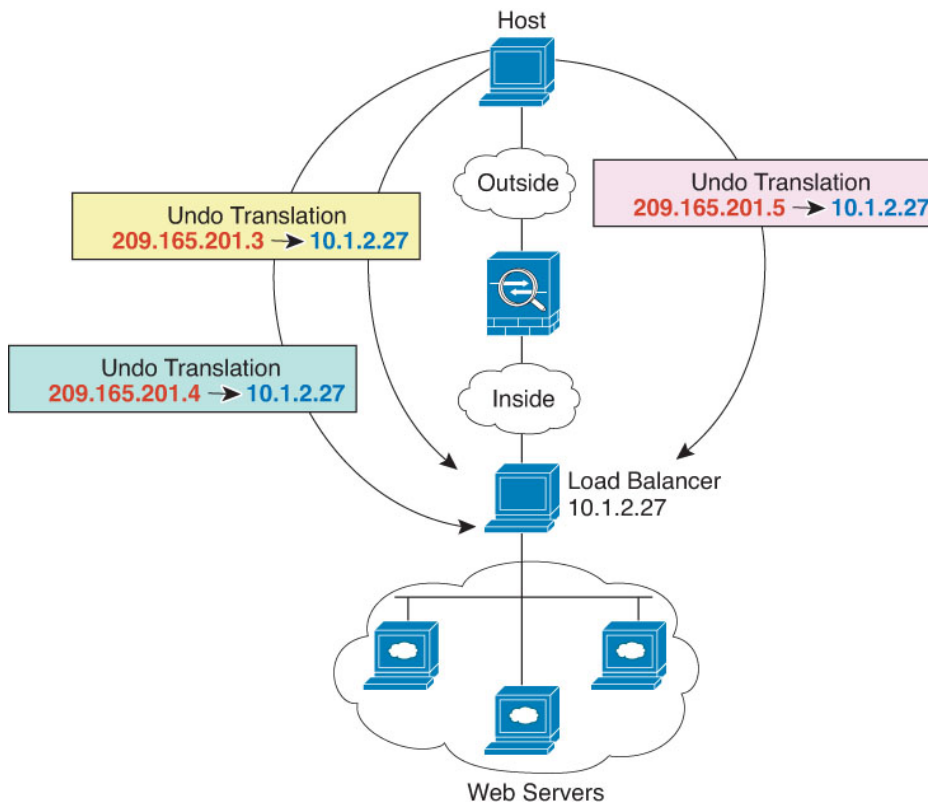 Host
Outside
Undo Translation
209.165.201.3 → 10.1.2.27
Undo Translation
209.165.201.5 → 10.1.2.27
Undo Translation
209.165.201.4 → 10.1.2.27
Inside
Load Balancer
10.1.2.27
Web Servers